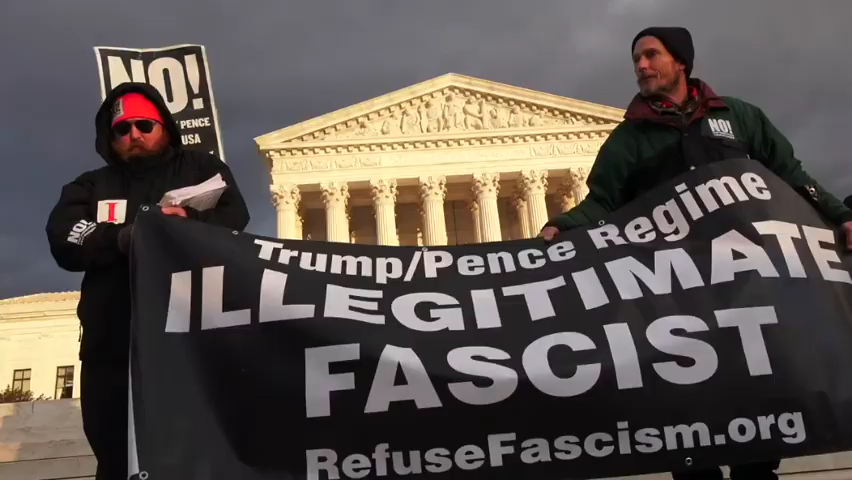 NO!
PENCE
USA
NO!
I
NO!
Trump/Pence Regime
ILLEGITIMATE
FASCIST
RefuseFascism.org